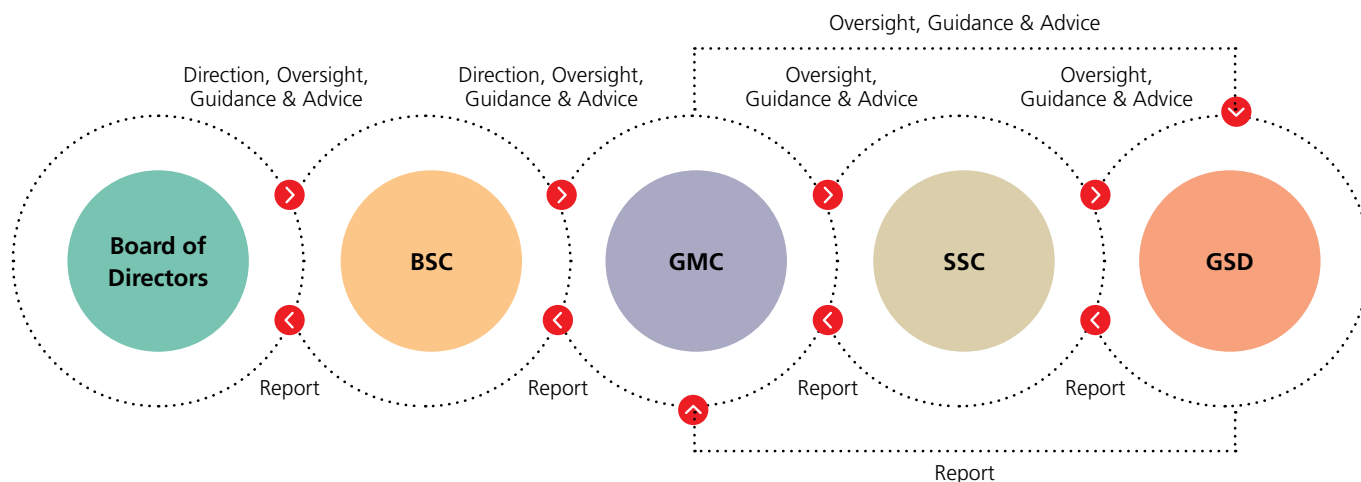 Oversight, Guidance & Advice
Direction, Oversight,
Guidance & Advice
Direction, Oversight,
Guidance & Advice
Oversight,
Guidance & Advice
Oversight,
Guidance & Advice
Board of
Directors
BSC
GMC
SSC
GSD
Report
Report
Report
Report
Report